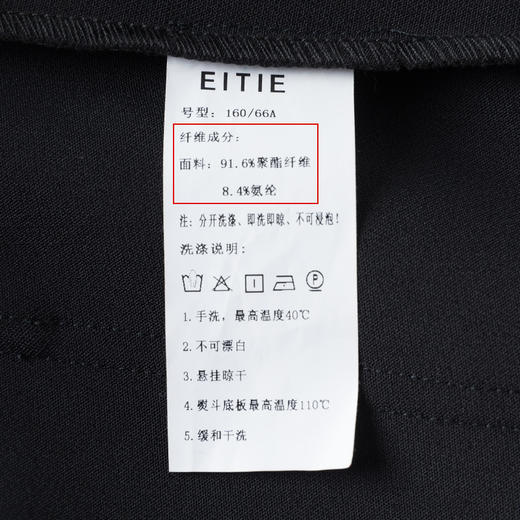 EITIE
号型: 160/66A
纤维成分:
面料: 91.6%聚酯纤维
8.4%氨纶
注: 分开洗涤、即洗即晾、不可浸泡!
洗涤说明:
P
1.手洗，最高温度40℃
2.不可漂白
3.悬挂晾干
4.熨斗底板最高温度110℃
5.缓和干洗